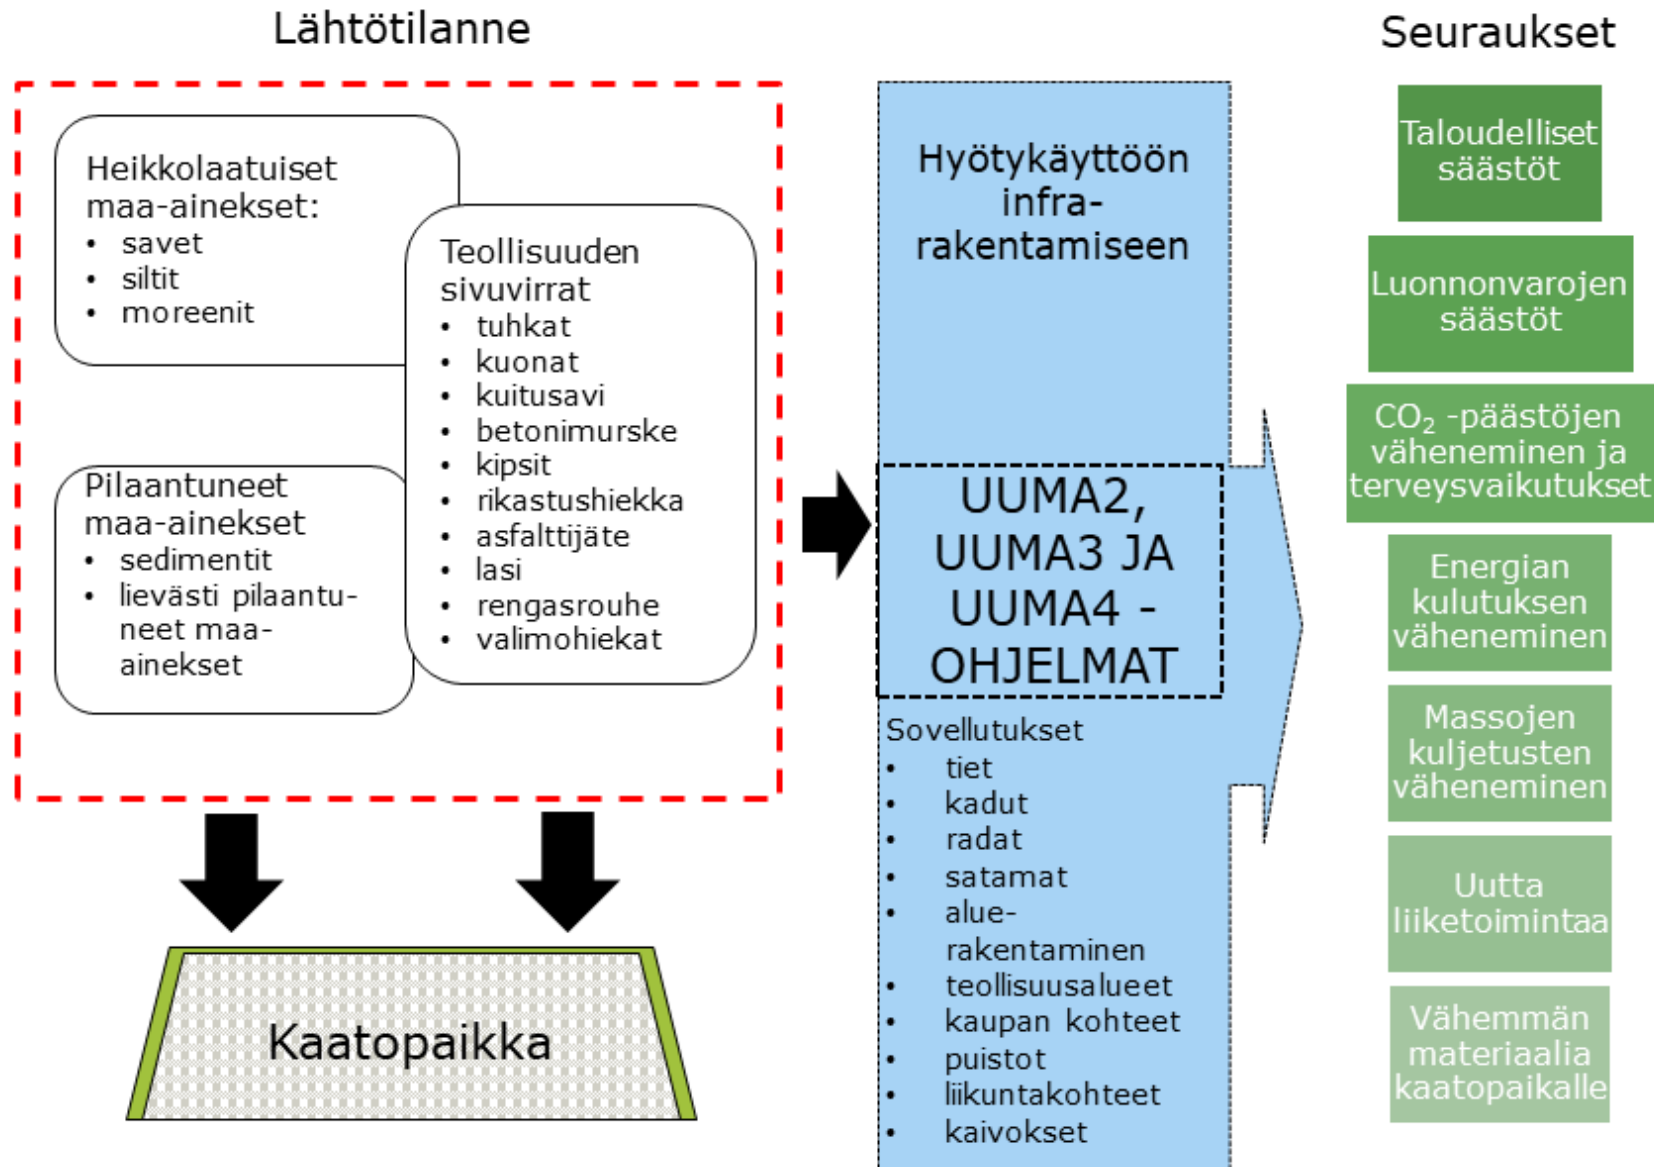 Lähtötilanne
Heikkolaatuiset
maa-ainekset:
• savet
• siltit
• moreenit
Teollisuuden
sivuvirrat
• tuhkat
• kuonat
• kuitusavi
• betonimurske
• kipsit
• rikastushiekka
• asfalttijäte
• lasi
• rengasrouhe
• valimohiekat
Pilaantuneet
maa-ainekset
• sedimentit
• lievästi pilaantu-
neet maa-
ainekset
Kaatopaikka
Hyötykäyttöön
infra-
rakentamiseen
UUMA2,
UUMA3 JA
UUMA4 -
OHJELMAT
Sovellutukset
• tiet
• kadut
• radat
• satamat
• alue-
rakentaminen
• teollisuusalueet
• kaupan kohteet
• puistot
• liikuntakohteet
• kaivokset
Seuraukset
Taloudelliset
säästöt
Luonnonvarojen
säästöt
CO₂ -päästöjen
väheneminen ja
terveysvaikutukset
Energian
kulutuksen
väheneminen
Massojen
kuljetusten
väheneminen
Uutta
liiketoimintaa
Vähemmän
materiaalia
kaatopaikalle